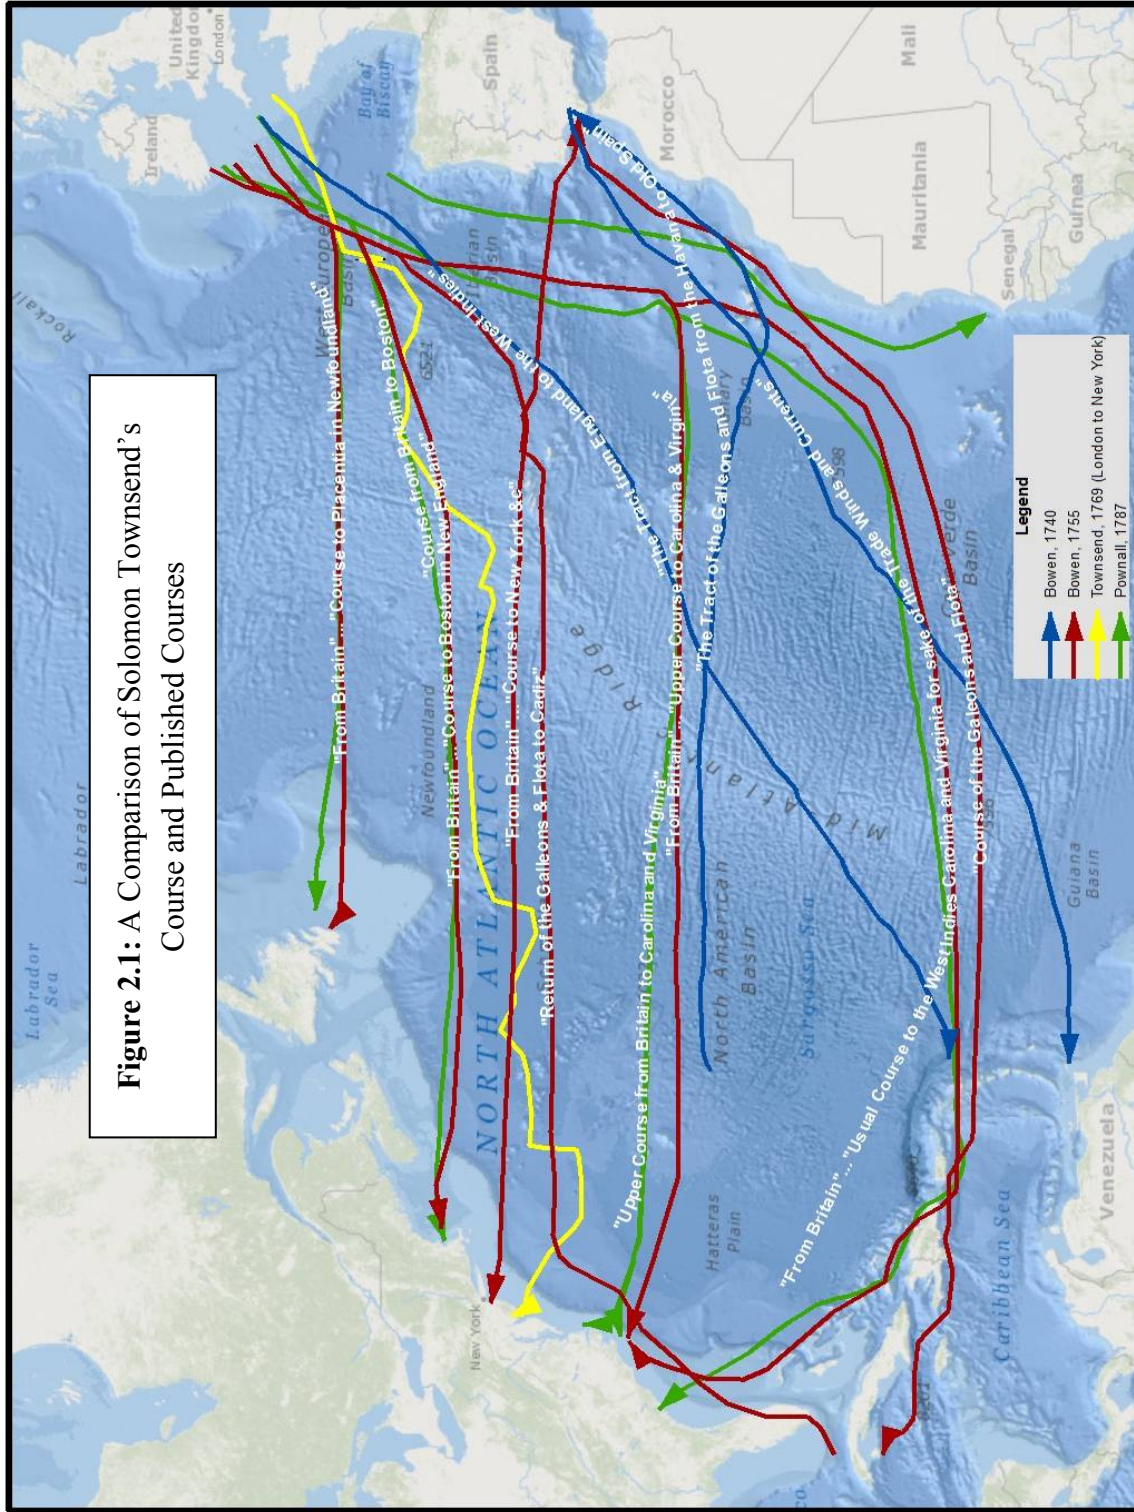 Figure 2.1: A Comparison of Solomon Townsend's
Course and Published Courses
Labrador
Sea
Labrador
Rockall
Ireland
United
Kingdom
London
Bay of
Biscay
Spain
Morocco
Mali
Mauritania
Senegal
Guinea
West European
Basin
6521
Iberian
Basin
Newfoundland
NORTH ATLANTIC OCEAN
Mid-Atlantic Ridge
North American
Basin
Sargasso Sea
Hatteras
Plain
New York
Basin
Verde
Basin
Guiana
Basin
Venezuela
Caribbean Sea
"From Britain"..."Course to Placentia in Newfoundland"
"Course from Britain to Boston"
"From Britain"..."Course to Boston in New England"
"From Britain"... "Course to New York &c"
"Return of the Galleons & Flota to Cadiz"
"The Tract from England to the West Indies"
"Upper Course from Britain to Carolina and Virginia"
"From Britain"... "Upper Course to Carolina & Virginia"
"The Tract of the Galleons and Flota from the Havana to Old Spain"
"From Britain"... "Usual Course to the West Indies Carolina and Virginia for sake of the Trade Winds and Currents"
"Course of the Galleons and Flota"
Legend
Bowen, 1740
Bowen, 1755
Townsend, 1769 (London to New York)
Pownall, 1787